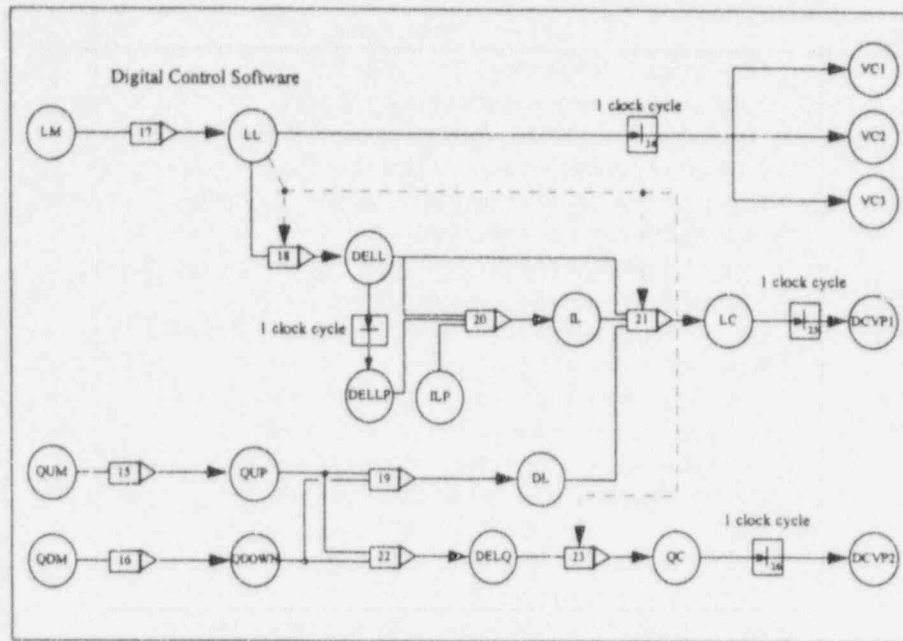 Digital Control Software
1 clock cycle
VC1
LM
17
LL
24
VC2
VC3
18
DELL
1 clock cycle
1 clock cycle
20
IL
21
LC
25
DCVP1
DELLP
ILP
QUM
15
QUP
19
DL
1 clock cycle
QDM
16
QDOWN
22
DELQ
23
QC
26
DCVP2